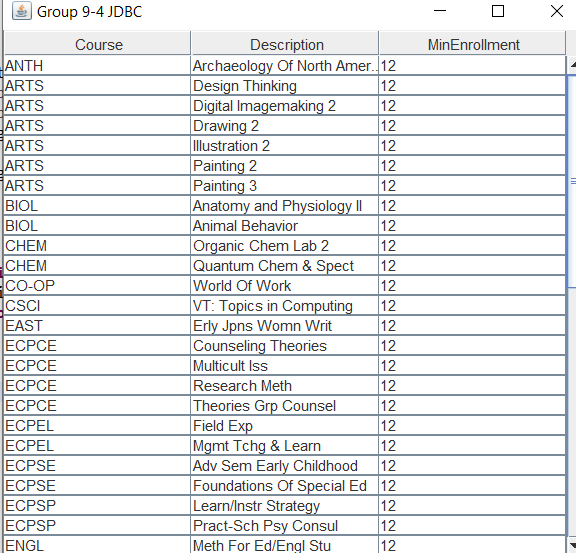 Group 9-4 JDBC
Course Description MinEnrollment
ANTH Archaeology Of North Amer... 12
ARTS Design Thinking 12
ARTS Digital Imagemaking 2 12
ARTS Drawing 2 12
ARTS Illustration 2 12
ARTS Painting 2 12
ARTS Painting 3 12
BIOL Anatomy and Physiology II 12
BIOL Animal Behavior 12
CHEM Organic Chem Lab 2 12
CHEM Quantum Chem & Spect 12
CO-OP World Of Work 12
CSCI VT: Topics in Computing 12
EAST Erly Jpns Womn Writ 12
ECPCE Counseling Theories 12
ECPCE Multicult Iss 12
ECPCE Research Meth 12
ECPCE Theories Grp Counsel 12
ECPEL Field Exp 12
ECPEL Mgmt Tchg & Learn 12
ECPSE Adv Sem Early Childhood 12
ECPSE Foundations Of Special Ed 12
ECPSP Learn/Instr Strategy 12
ECPSP Pract-Sch Psy Consul 12
ENGL Meth For Ed/Engl Stu 12